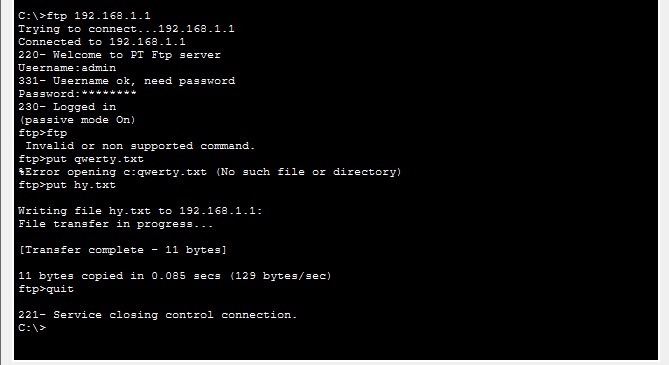 C:\>ftp 192.168.1.1
Trying to connect...192.168.1.1
Connected to 192.168.1.1
220- Welcome to PT Ftp server
Username:admin
331- Username ok, need password
Password:********
230- Logged in
(passive mode On)
ftp>ftp
 Invalid or non supported command.
ftp>put qwerty.txt
%Error opening c:qwerty.txt (No such file or directory)
ftp>put hy.txt

Writing file hy.txt to 192.168.1.1:
File transfer in progress...

[Transfer complete - 11 bytes]

11 bytes copied in 0.085 secs (129 bytes/sec)
ftp>quit

221- Service closing control connection.
C:\>